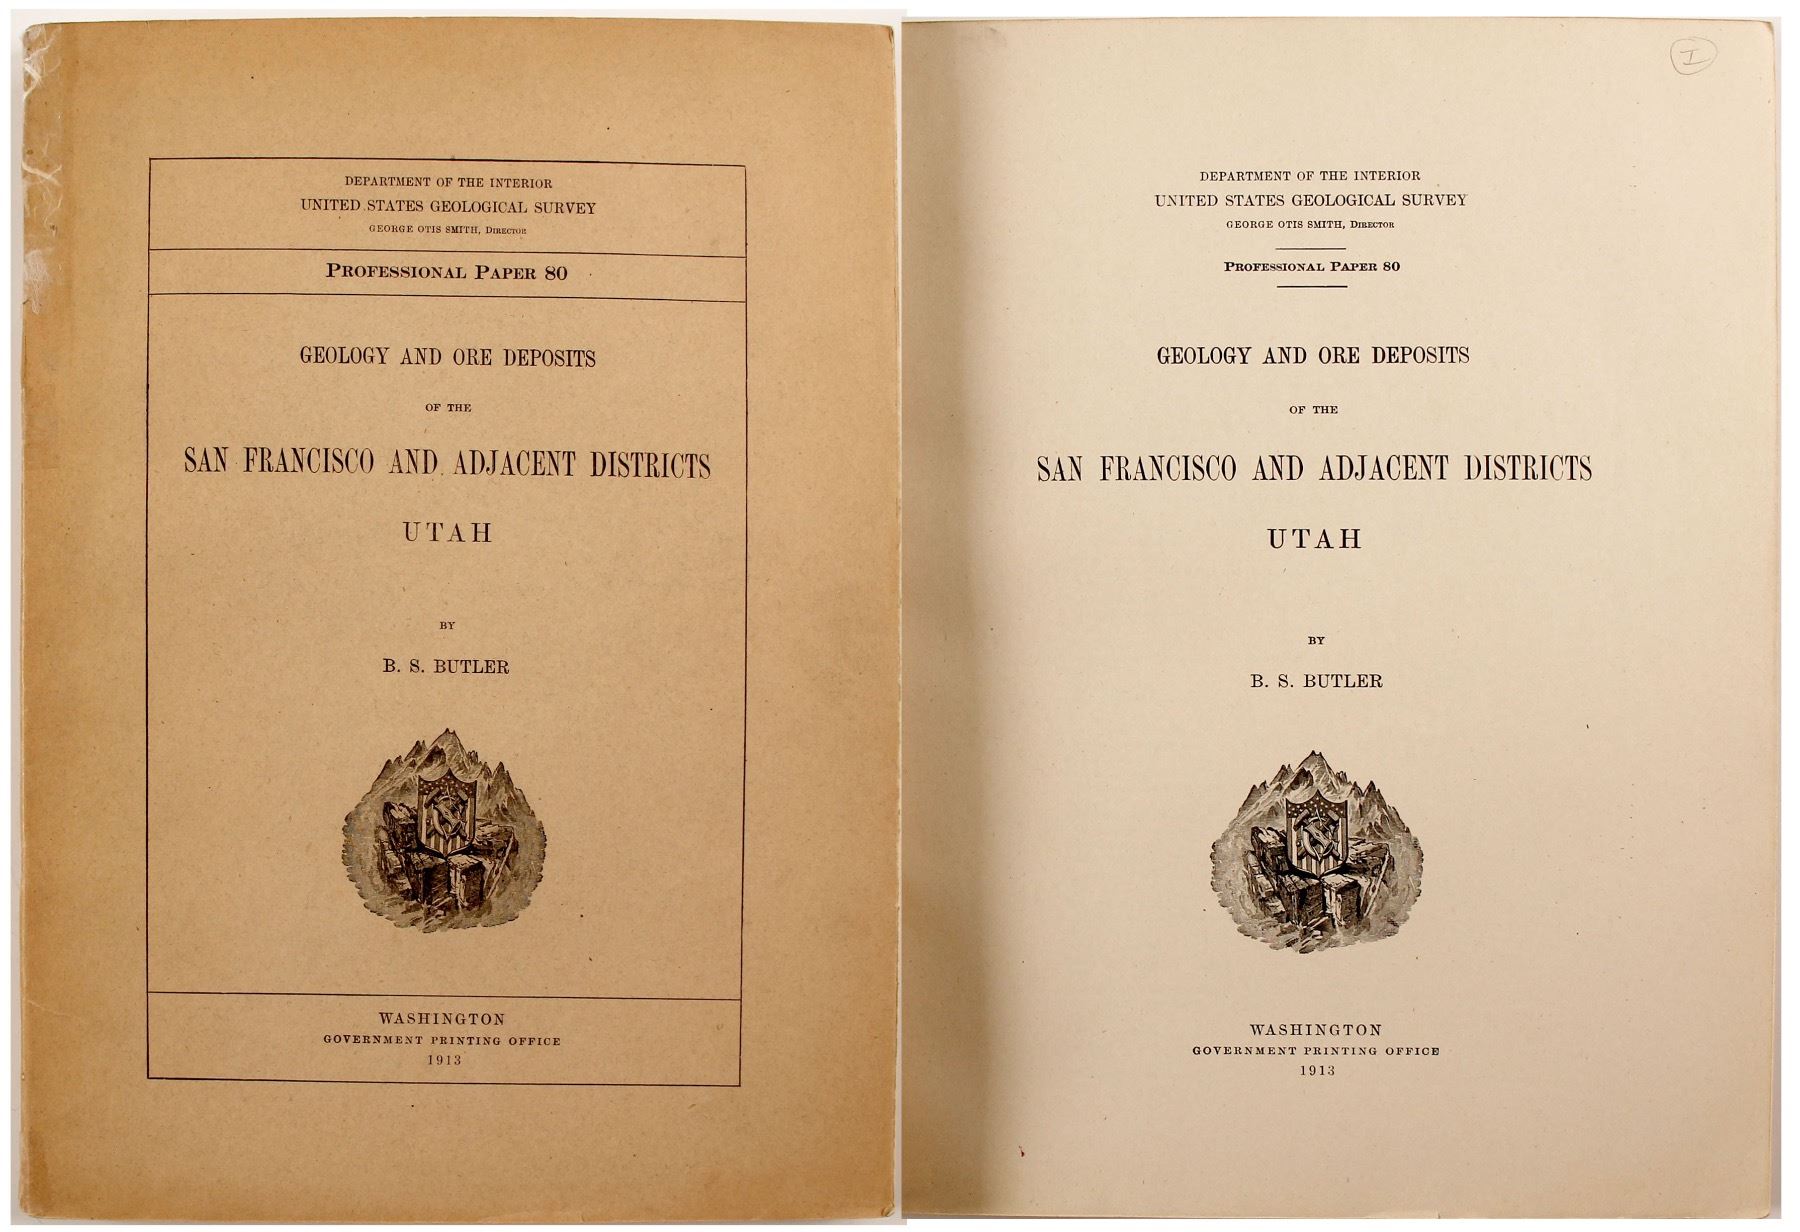 DEPARTMENT OF THE INTERIOR
UNITED STATES GEOLOGICAL SURVEY
GEORGE OTIS SMITH, DIRECTOR
PROFESSIONAL PAPER 80
GEOLOGY AND ORE DEPOSITS
OF THE
SAN FRANCISCO AND ADJACENT DISTRICTS
UTAH
BY
B. S. BUTLER
WASHINGTON
GOVERNMENT PRINTING OFFICE
1913
I
DEPARTMENT OF THE INTERIOR
UNITED STATES GEOLOGICAL SURVEY
GEORGE OTIS SMITH, DIRECTOR
PROFESSIONAL PAPER 80
GEOLOGY AND ORE DEPOSITS
OF THE
SAN FRANCISCO AND ADJACENT DISTRICTS
UTAH
BY
B. S. BUTLER
WASHINGTON
GOVERNMENT PRINTING OFFICE
1913